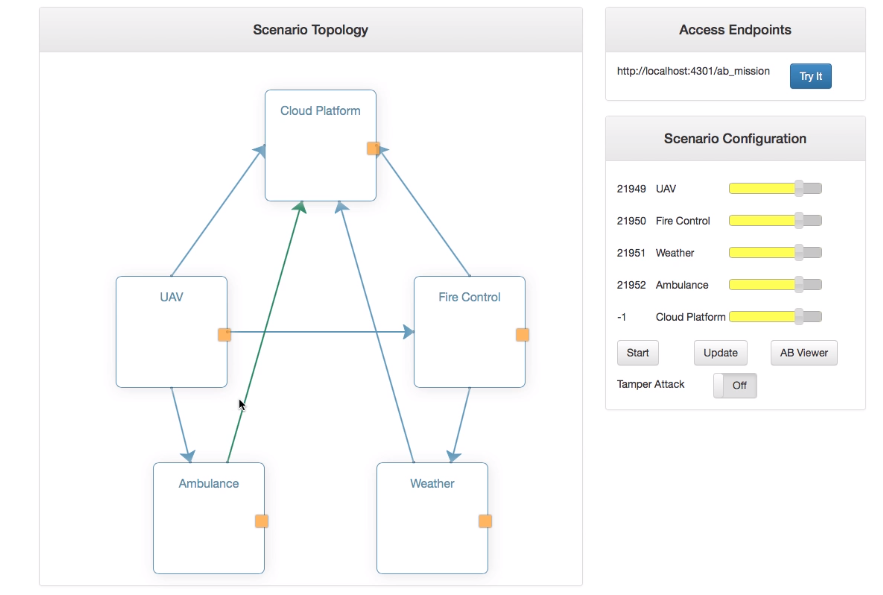 Scenario Topology
Cloud Platform
UAV
Fire Control
Ambulance
Weather
Access Endpoints
http://localhost:4301/ab_mission
Try It
Scenario Configuration
21949 UAV
21950 Fire Control
21951 Weather
21952 Ambulance
-1 Cloud Platform
Start Update AB Viewer
Tamper Attack Off